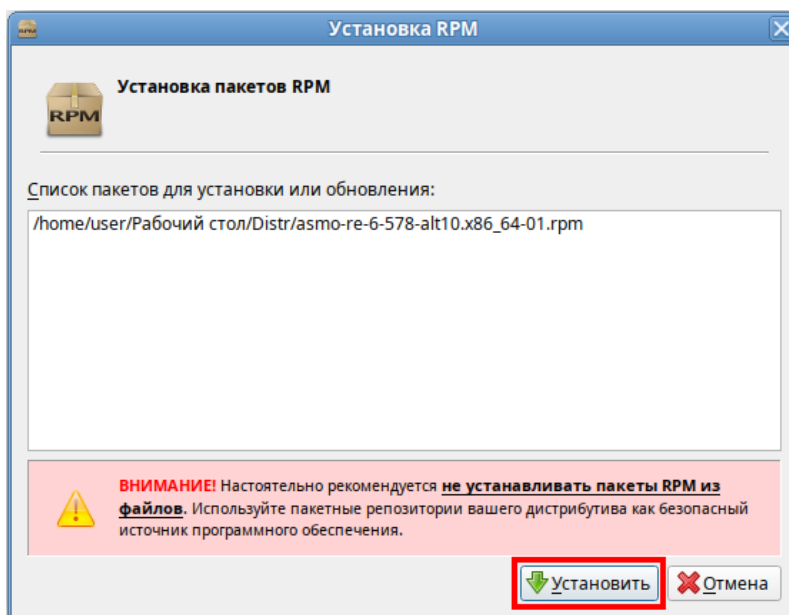 Установка RPM
Установка пакетов RPM
RPM
Список пакетов для установки или обновления:
/home/user/Рабочий стол/Distr/asmo-re-6-578-alt10.x86_64-01.rpm
ВНИМАНИЕ! Настоятельно рекомендуется не устанавливать пакеты RPM из
файлов. Используйте пакетные репозитории вашего дистрибутива как безопасный
источник программного обеспечения.
Установить
Отмена